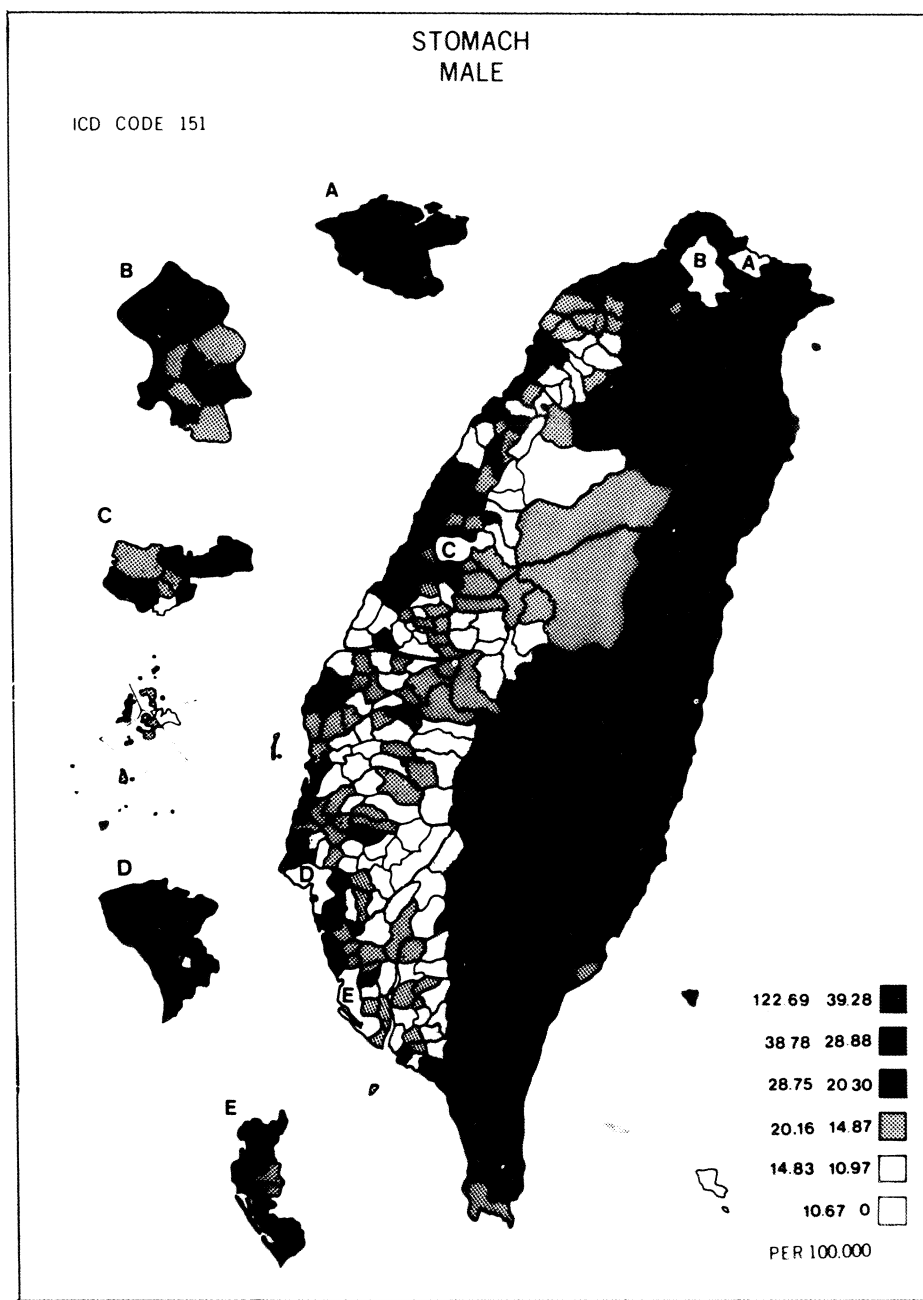 STOMACH
MALE
ICD CODE 151
A
B
B
A
C
C
D
D
E
E
122.69 39.28
38.78 28.88
28.75 20.30
20.16 14.87
14.83 10.97
10.67 0
PER 100.000